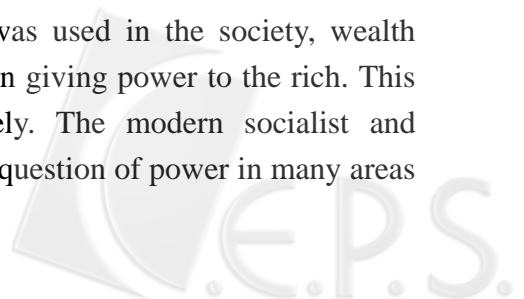 was used in the society, wealth
n giving power to the rich. This
ely. The modern socialist and
question of power in many areas
C.E.P.S.